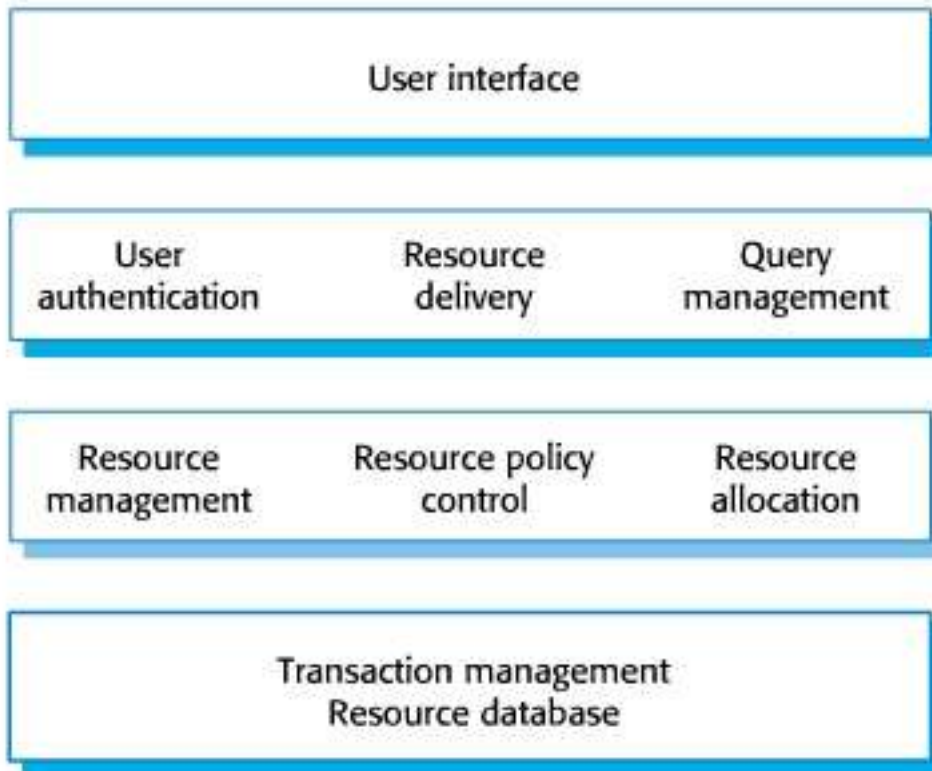 User interface
User authentication
Resource delivery
Query management
Resource management
Resource policy control
Resource allocation
Transaction management
Resource database